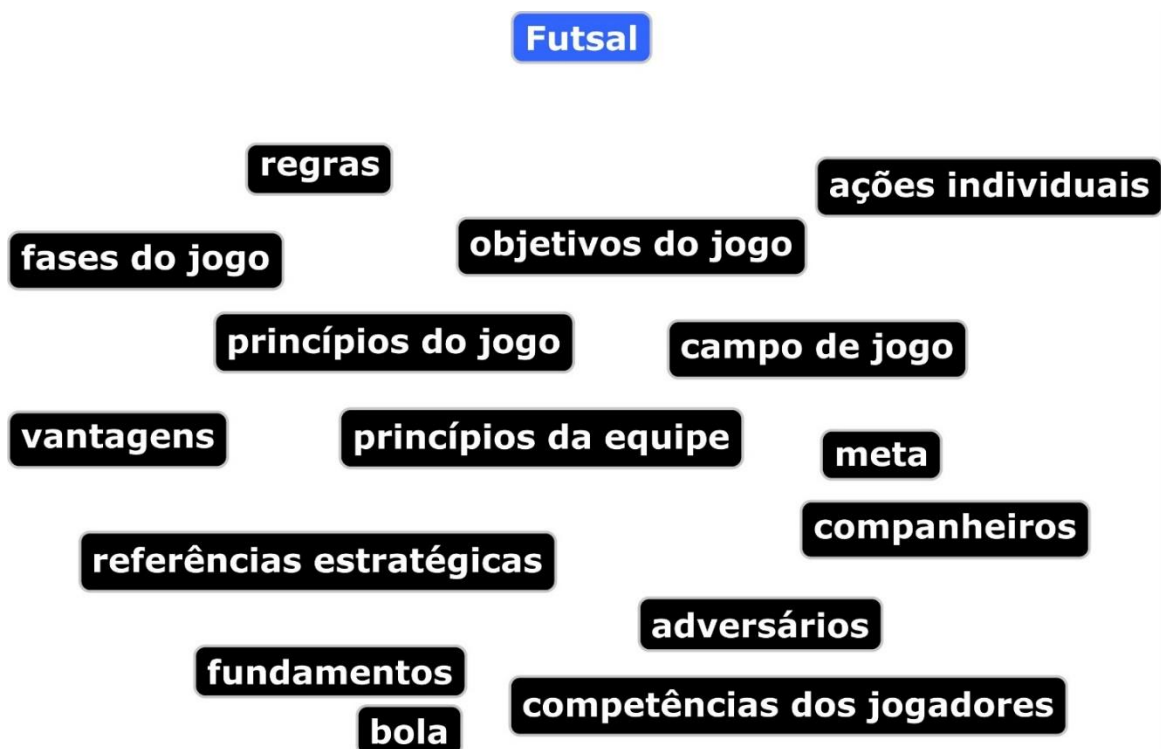 Futsal
regras
ações individuais
fases do jogo
objetivos do jogo
princípios do jogo
campo de jogo
vantagens
princípios da equipe
meta
companheiros
referências estratégicas
adversários
fundamentos
competências dos jogadores
bola